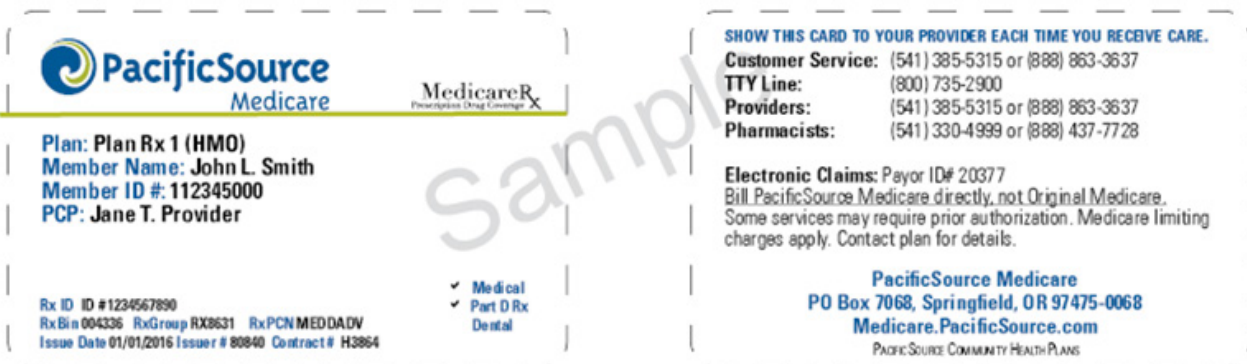 PacificSource
Medicare
MedicareRx
Prescription Drug Coverage
Plan: Plan Rx 1 (HMO)
Member Name: John L. Smith
Member ID #: 112345000
PCP: Jane T. Provider
✓ Medical
✓ Part D Rx
Dental
Rx ID ID #1234567890
RxBin 004336 RxGroup RX8631 RxPCN MEDDADV
Issue Date 01/01/2016 Issuer # 80840 Contract # H3864
Sample
SHOW THIS CARD TO YOUR PROVIDER EACH TIME YOU RECEIVE CARE.
Customer Service: (541) 385-5315 or (888) 863-3637
TTY Line: (800) 735-2900
Providers: (541) 385-5315 or (888) 863-3637
Pharmacists: (541) 330-4999 or (888) 437-7728
Electronic Claims: Payor ID# 20377
Bill PacificSource Medicare directly, not Original Medicare.
Some services may require prior authorization. Medicare limiting
charges apply. Contact plan for details.
PacificSource Medicare
PO Box 7068, Springfield, OR 97475-0068
Medicare.PacificSource.com
PACIFICSOURCE COMMUNITY HEALTH PLANS